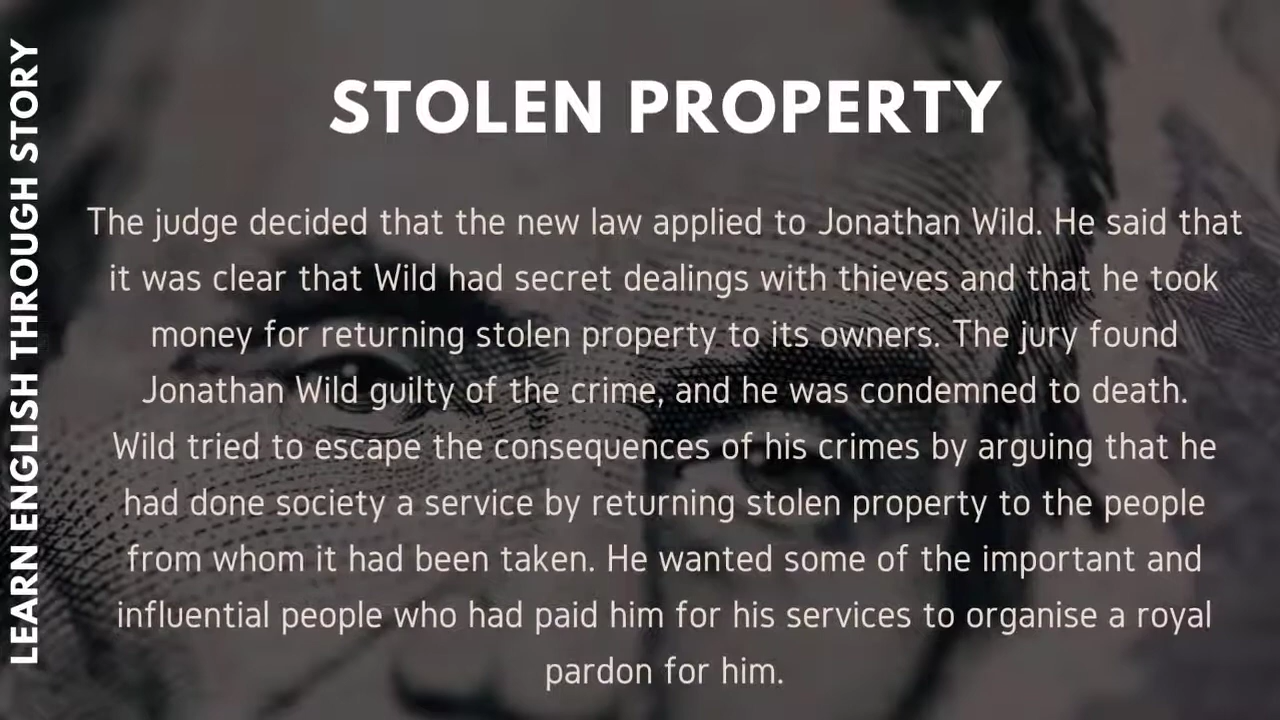 LEARN ENGLISH THROUGH STORY
STOLEN PROPERTY
The judge decided that the new law applied to Jonathan Wild. He said that
it was clear that Wild had secret dealings with thieves and that he took
money for returning stolen property to its owners. The jury found
Jonathan Wild guilty of the crime, and he was condemned to death.
Wild tried to escape the consequences of his crimes by arguing that he
had done society a service by returning stolen property to the people
from whom it had been taken. He wanted some of the important and
influential people who had paid him for his services to organise a royal
pardon for him.